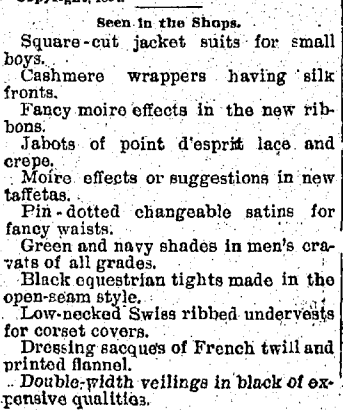 Seen in the Shops.
Square-cut jacket suits for small
boys.
Cashmere wrappers having silk
fronts.
Fancy moire effects in the new rib-
bons.
Jabots of point d'esprit lace and
crepe.
Moire effects or suggestions in new
taffetas.
Pin-dotted changeable satins for
fancy waists.
Green and navy shades in men's cra-
vats of all grades.
Black equestrian tights made in the
open-seam style.
Low-necked Swiss ribbed undervests
for corset covers.
Dressing sacques of French twill and
printed flannel.
Double-width veilings in black of ex-
pensive qualities.